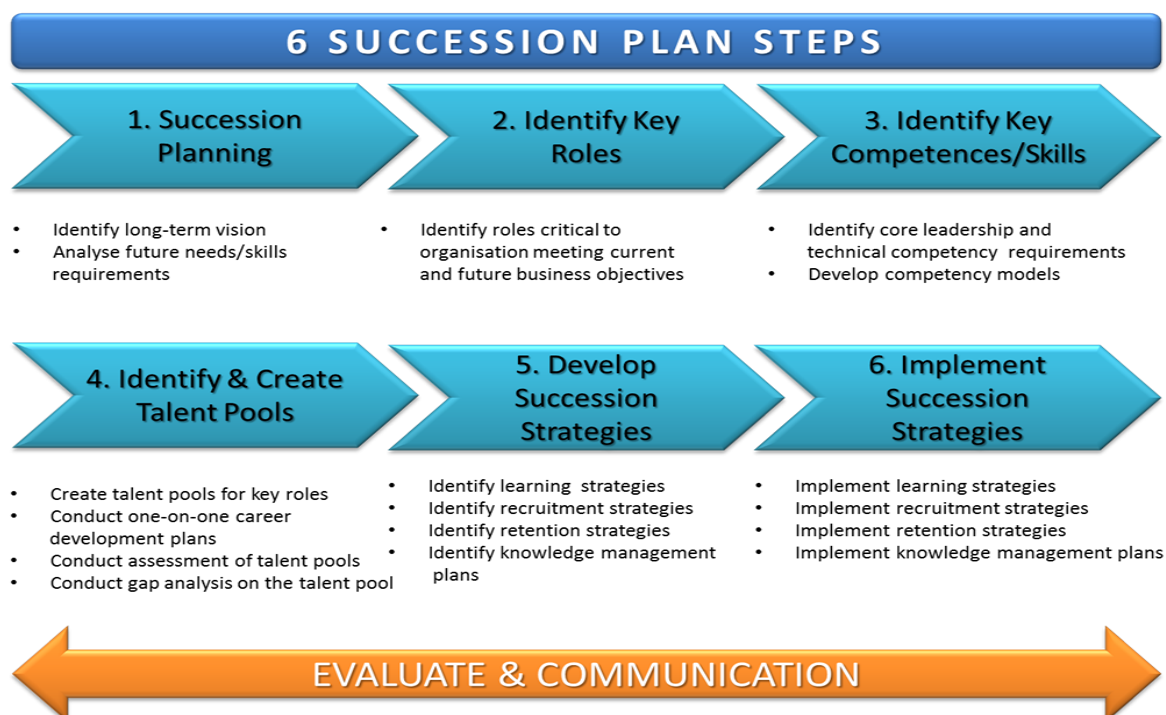 6 SUCCESSION PLAN STEPS
1. Succession
Planning
• Identify long-term vision
• Analyse future needs/skills
requirements
2. Identify Key
Roles
• Identify roles critical to
organisation meeting current
and future business objectives
3. Identify Key
Competences/Skills
• Identify core leadership and
technical competency requirements
• Develop competency models
4. Identify & Create
Talent Pools
• Create talent pools for key roles
• Conduct one-on-one career
development plans
• Conduct assessment of talent pools
• Conduct gap analysis on the talent pool
5. Develop
Succession
Strategies
• Identify learning strategies
• Identify recruitment strategies
• Identify retention strategies
• Identify knowledge management
plans
6. Implement
Succession
Strategies
• Implement learning strategies
• Implement recruitment strategies
• Implement retention strategies
• Implement knowledge management plans
EVALUATE & COMMUNICATION